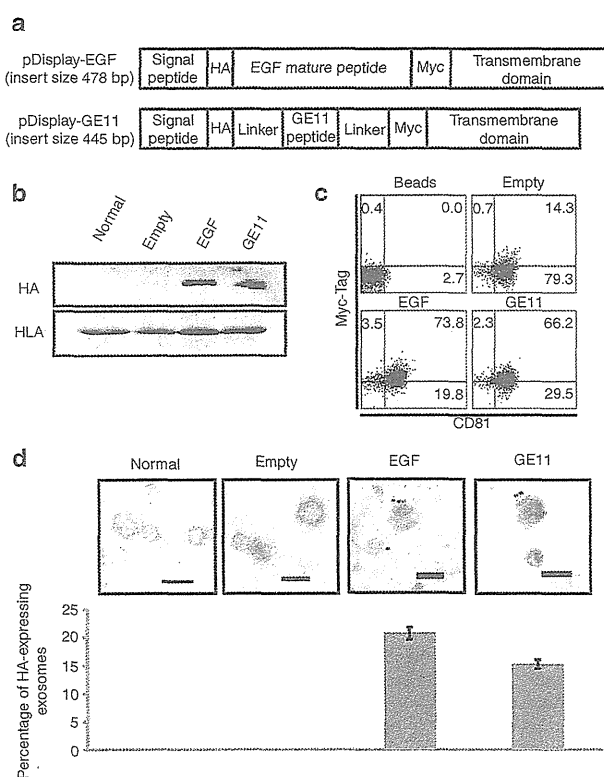 a
pDisplay-EGF
(insert size 478 bp)
Signal
peptide
HA
EGF mature peptide
Myc
Transmembrane
domain
pDisplay-GE11
(insert size 445 bp)
Signal
peptide
HA
Linker
GE11
peptide
Linker
Myc
Transmembrane
domain
b
Normal
Empty
EGF
GE11
HA
HLA
c
Beads
Empty
0.4
0.0
0.7
14.3
2.7
79.3
EGF
GE11
3.5
73.8
2.3
66.2
19.8
29.5
Myc-Tag
CD81
d
Normal
Empty
EGF
GE11
Percentage of HA-expressing
exosomes
25
20
15
10
5
0